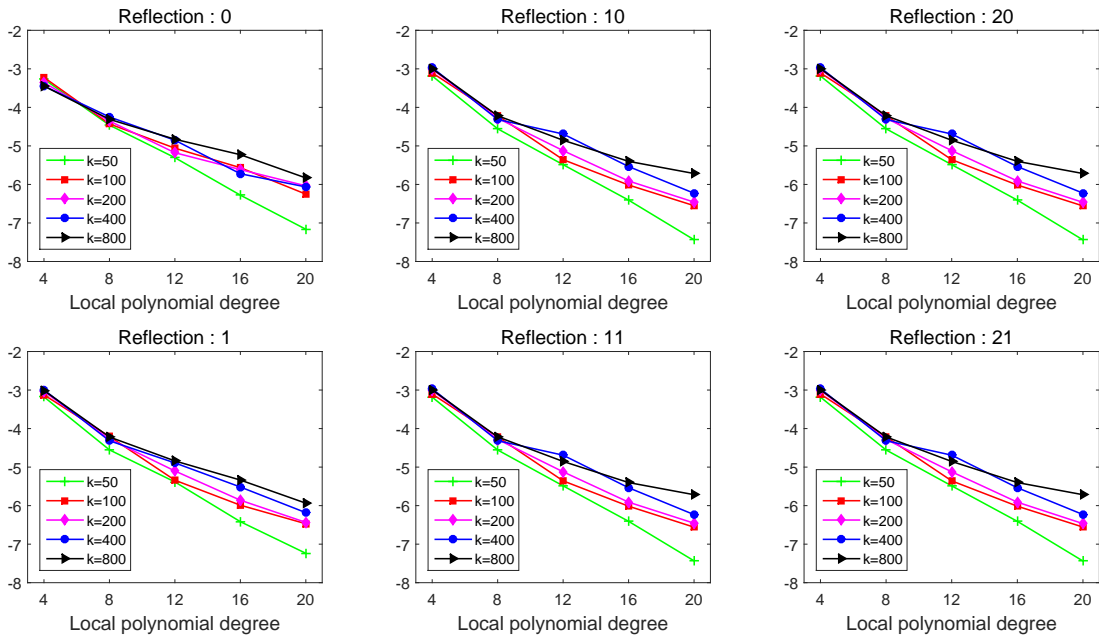 Reflection : 0
-2
-3
-4
-5
-6
-7
-8
k=50
k=100
k=200
k=400
k=800
4 8 12 16 20
Local polynomial degree
Reflection : 10
-2
-3
-4
-5
-6
-7
-8
k=50
k=100
k=200
k=400
k=800
4 8 12 16 20
Local polynomial degree
Reflection : 20
-2
-3
-4
-5
-6
-7
-8
k=50
k=100
k=200
k=400
k=800
4 8 12 16 20
Local polynomial degree
Reflection : 1
-2
-3
-4
-5
-6
-7
-8
k=50
k=100
k=200
k=400
k=800
4 8 12 16 20
Local polynomial degree
Reflection : 11
-2
-3
-4
-5
-6
-7
-8
k=50
k=100
k=200
k=400
k=800
4 8 12 16 20
Local polynomial degree
Reflection : 21
-2
-3
-4
-5
-6
-7
-8
k=50
k=100
k=200
k=400
k=800
4 8 12 16 20
Local polynomial degree